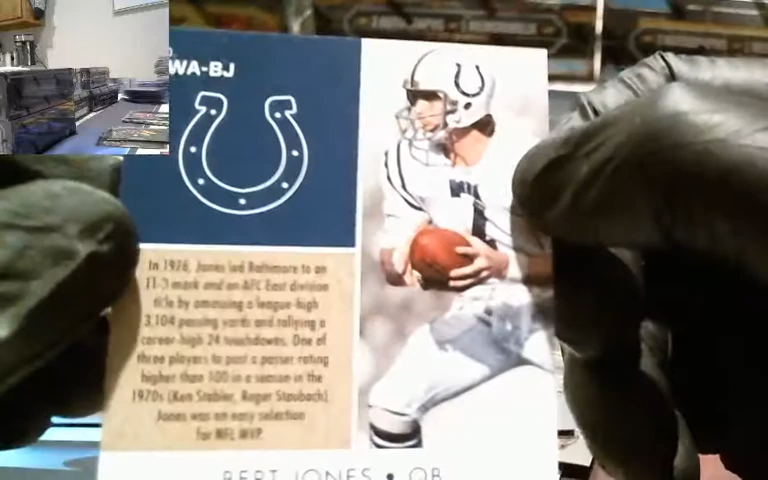 WA-BJ
In 1976, Jones led Baltimore to an
11-3 mark and an AFC East division
title by amassing a league-high
3,104 passing yards and tallying a
career-high 24 touchdowns. One of
three players to post a passer rating
higher than 100 in a season in the
1970s (Ken Stabler, Roger Staubach)
Jones was an easy selection
for NFL MVP.
BERT JONES • QB